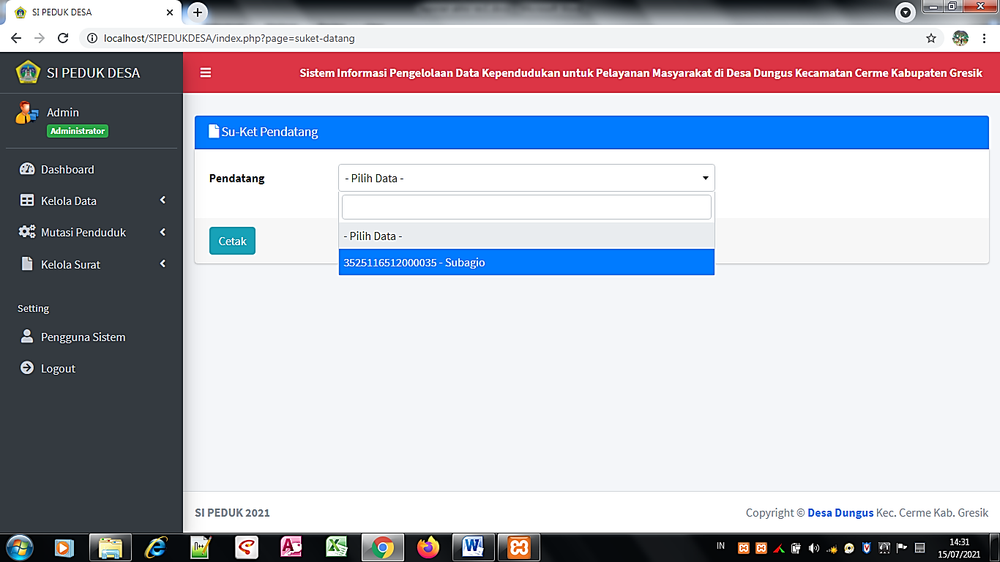 SI PEDUK DESA
localhost/SIPEDUKDESA/index.php?page=suket-datang
SI PEDUK DESA
Sistem Informasi Pengelolaan Data Kependudukan untuk Pelayanan Masyarakat di Desa Dungus Kecamatan Cerme Kabupaten Gresik
Admin
Administrator
Dashboard
Kelola Data
Mutasi Penduduk
Kelola Surat
Setting
Pengguna Sistem
Logout
Su-Ket Pendatang
Pendatang
- Pilih Data -
- Pilih Data -
3525116512000035 - Subagio
Cetak
SI PEDUK 2021
Copyright © Desa Dungus Kec. Cerme Kab. Gresik
IN
14:31
15/07/2021